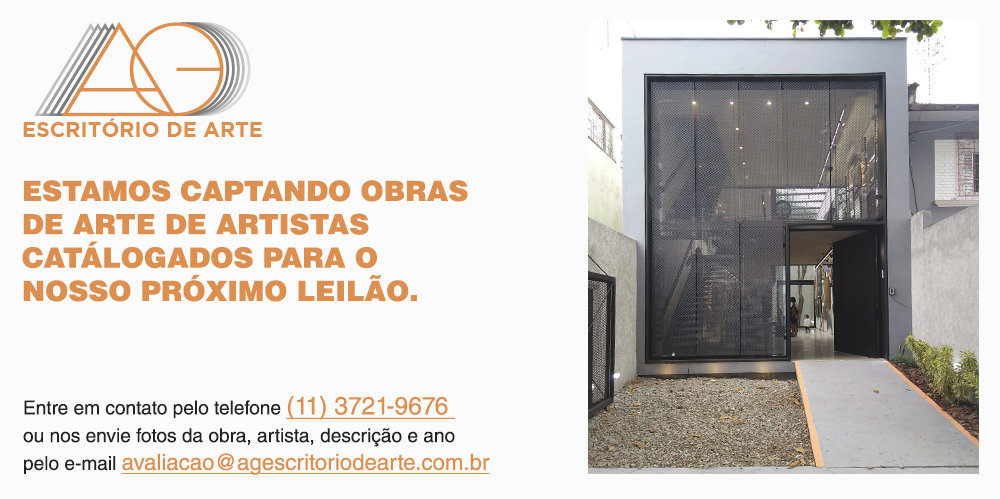 AG
ESCRITÓRIO DE ARTE
ESTAMOS CAPTANDO OBRAS
DE ARTE DE ARTISTAS
CATÁLOGADOS PARA O
NOSSO PRÓXIMO LEILÃO.
Entre em contato pelo telefone (11) 3721-9676
ou nos envie fotos da obra, artista, descrição e ano
pelo e-mail avaliacao@agescritoriodearte.com.br